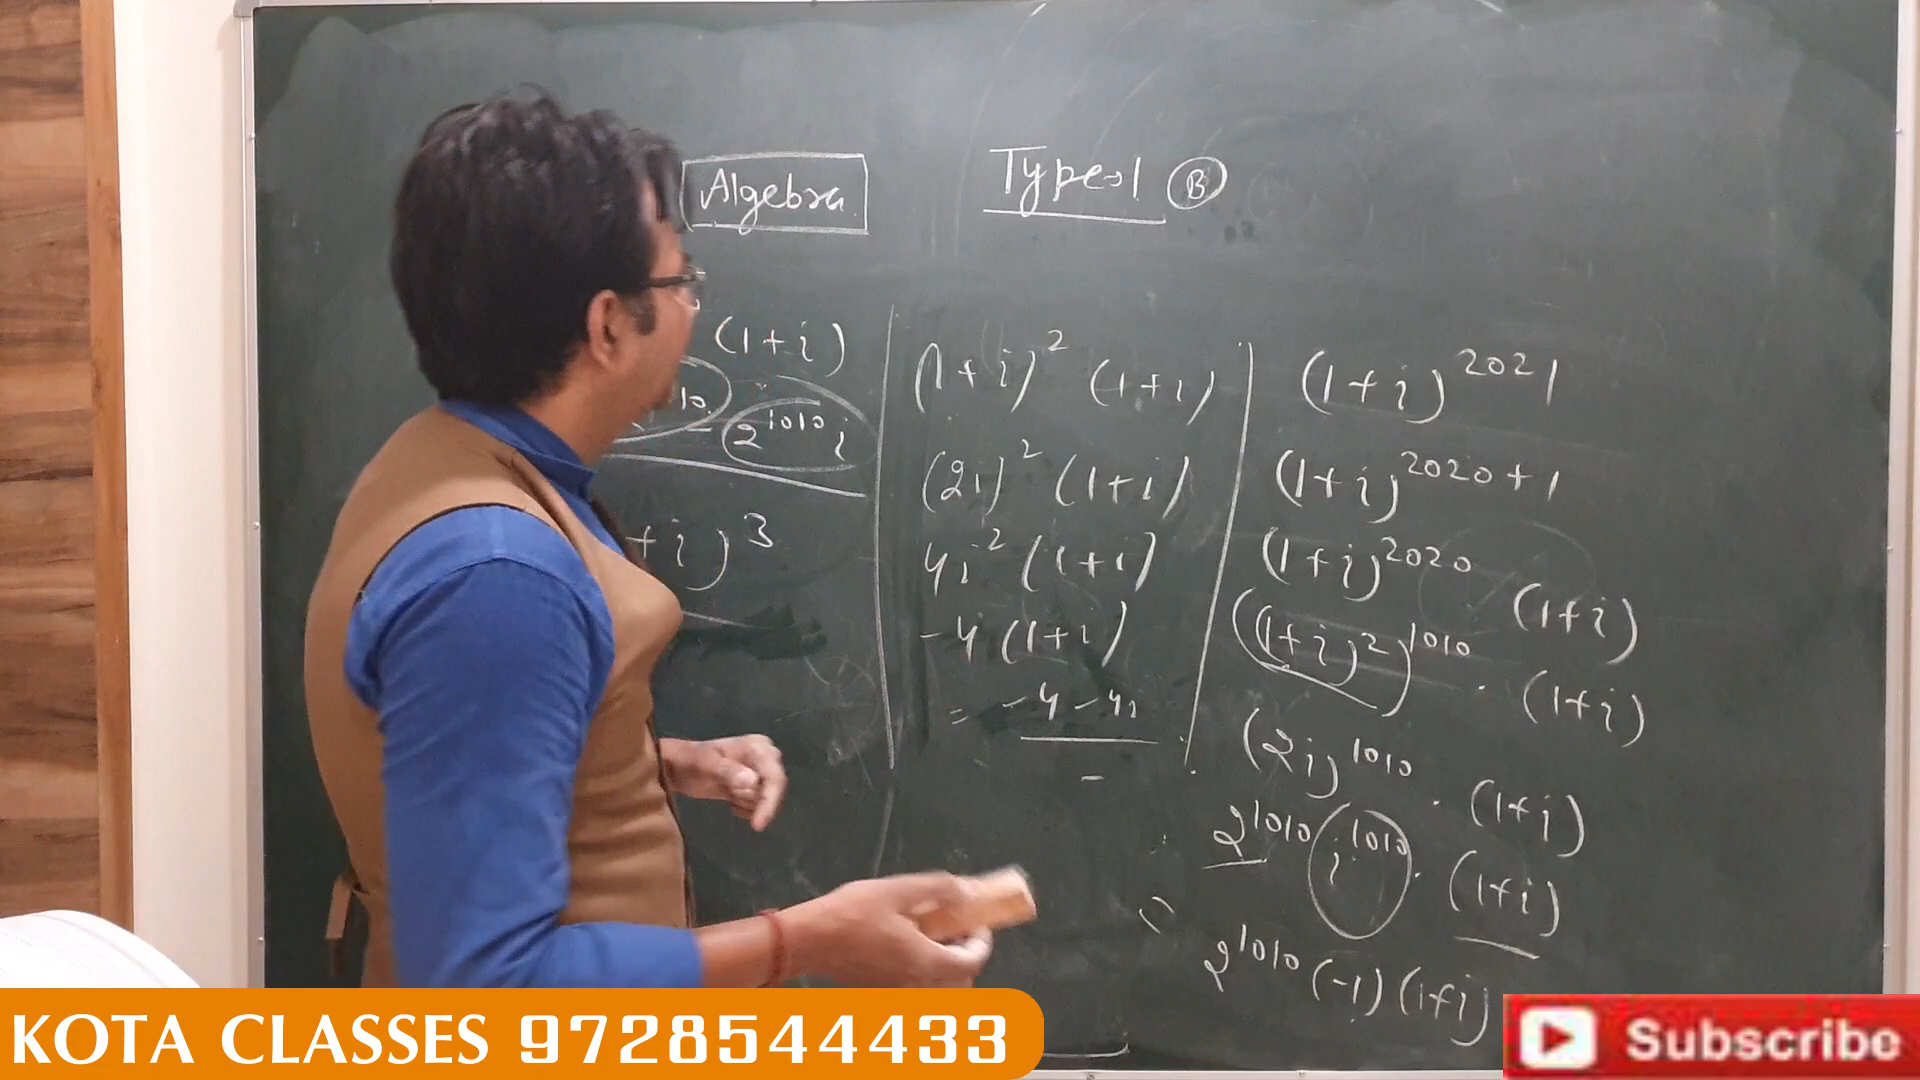 Algebra
Type-1 (B)
(1+i)
10
2^1010 i
+i)^3
(1+i)^2 (1+i)
(2i)^2 (1+i)
4i^2 (1+i)
-4 (1+i)
= -4-4i
(1+i)^2021
(1+i)^2020+1
(1+i)^2020 . (1+i)
((1+i)^2)^1010 . (1+i)
(2i)^1010 . (1+i)
2^1010 i^1010 . (1+i)
2^1010 (-1) (1+i)
KOTA CLASSES 9728544433
Subscribe